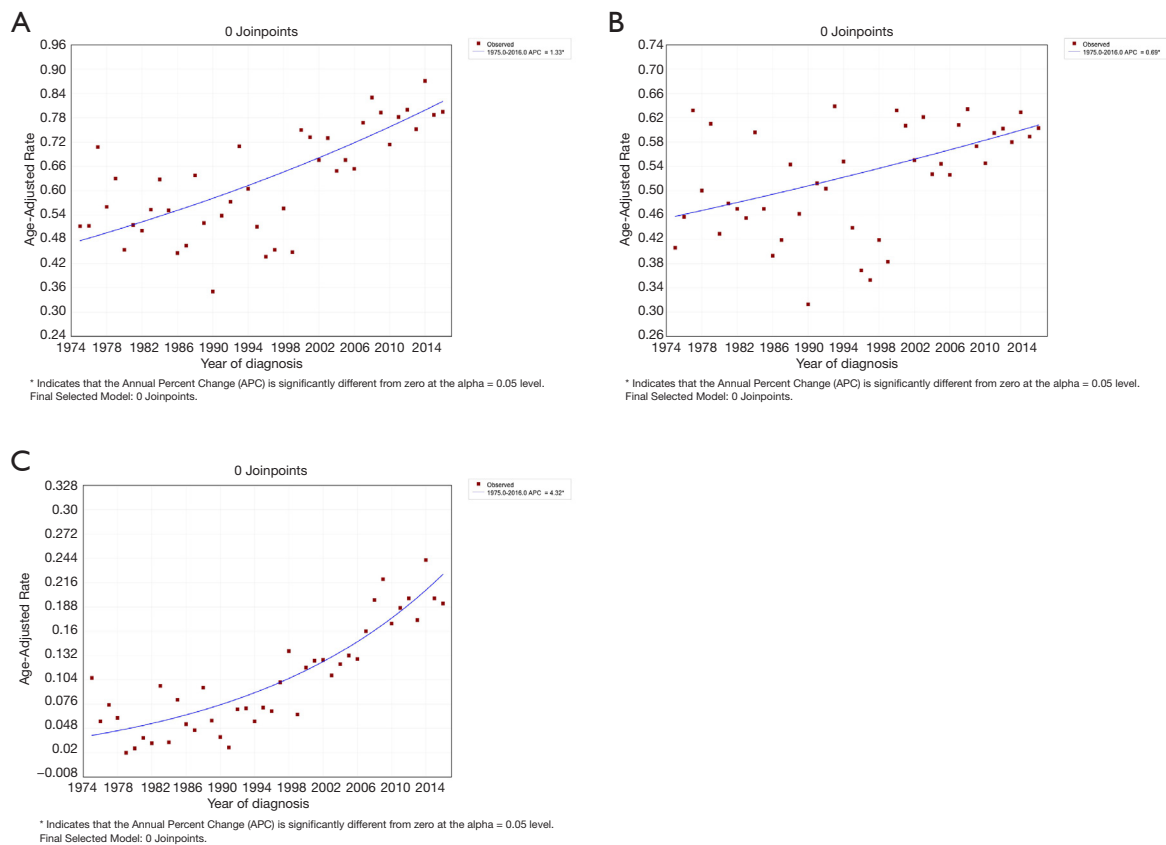 A
0 Joinpoints
Observed
1975.0-2016.0 APC = 1.33*
Age-Adjusted Rate
0.96
0.90
0.84
0.78
0.72
0.66
0.60
0.54
0.48
0.42
0.36
0.30
0.24
1974 1978 1982 1986 1990 1994 1998 2002 2006 2010 2014
Year of diagnosis
* Indicates that the Annual Percent Change (APC) is significantly different from zero at the alpha = 0.05 level.
Final Selected Model: 0 Joinpoints.
B
0 Joinpoints
Observed
1975.0-2016.0 APC = 0.69*
Age-Adjusted Rate
0.74
0.70
0.66
0.62
0.58
0.54
0.50
0.46
0.42
0.38
0.34
0.30
0.26
1974 1978 1982 1986 1990 1994 1998 2002 2006 2010 2014
Year of diagnosis
* Indicates that the Annual Percent Change (APC) is significantly different from zero at the alpha = 0.05 level.
Final Selected Model: 0 Joinpoints.
C
0 Joinpoints
Observed
1975.0-2016.0 APC = 4.32*
Age-Adjusted Rate
0.328
0.30
0.272
0.244
0.216
0.188
0.16
0.132
0.104
0.076
0.048
0.02
−0.008
1974 1978 1982 1986 1990 1994 1998 2002 2006 2010 2014
Year of diagnosis
* Indicates that the Annual Percent Change (APC) is significantly different from zero at the alpha = 0.05 level.
Final Selected Model: 0 Joinpoints.